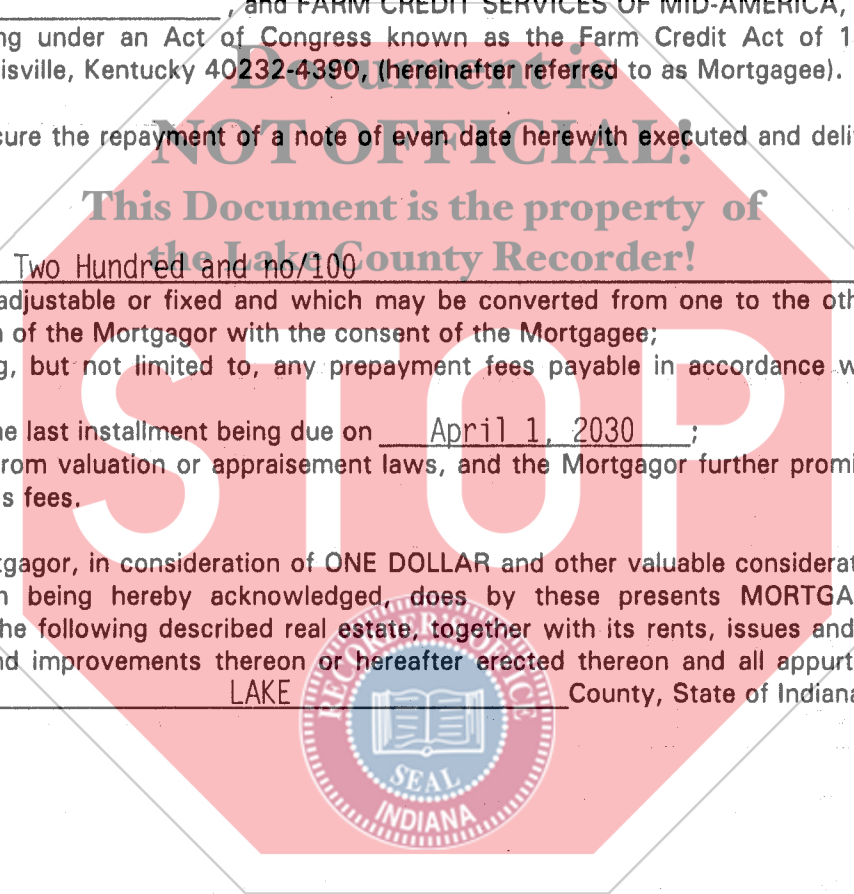 , and FARM CREDIT SERVICES OF MID-AMERICA,
ng under an Act of Congress known as the Farm Credit Act of 1
isville, Kentucky 40232-4390, (hereinafter referred to as Mortgagee).
Document is
cure the repayment of a note of even date herewith executed and deli
NOT OFFICIAL!
This Document is the property of
the Lake County Recorder!
Two Hundred and no/100
adjustable or fixed and which may be converted from one to the oth
n of the Mortgagor with the consent of the Mortgagee;
g, but not limited to, any prepayment fees payable in accordance w
ne last installment being due on April 1, 2030 ;
rom valuation or appraisement laws, and the Mortgagor further promi
s fees.
STOP
tgagor, in consideration of ONE DOLLAR and other valuable considerat
n being hereby acknowledged, does by these presents MORTGA
he following described real estate, together with its rents, issues and
nd improvements thereon or hereafter erected thereon and all appurt
LAKE County, State of Indiana
RECORDER'S OFFICE
SEAL
INDIANA